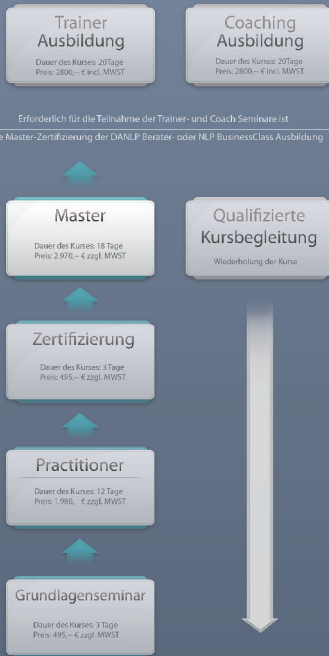 Trainer
Ausbildung
Dauer des Kurses: 20Tage
Preis: 2800,-- € incl. MWST
Coaching
Ausbildung
Dauer des Kurses: 20Tage
Preis: 2800,-- € incl. MWST
Erforderlich für die Teilnahme der Trainer- und Coach Seminare ist
e Master-Zertifizierung der DANLP Berater- oder NLP BusinessClass Ausbildung
Master
Dauer des Kurses: 18 Tage
Preis: 2.970,-- € zzgl. MWST
Qualifizierte
Kursbegleitung
Wiederholung der Kurse
Zertifizierung
Dauer des Kurses: 3 Tage
Preis: 495,-- € zzgl. MWST
Practitioner
Dauer des Kurses: 12 Tage
Preis: 1.980, € zzgl. MWST
Grundlagenseminar
Dauer des Kurses: 3 Tage
Preis: 495,-- € zzgl. MWST